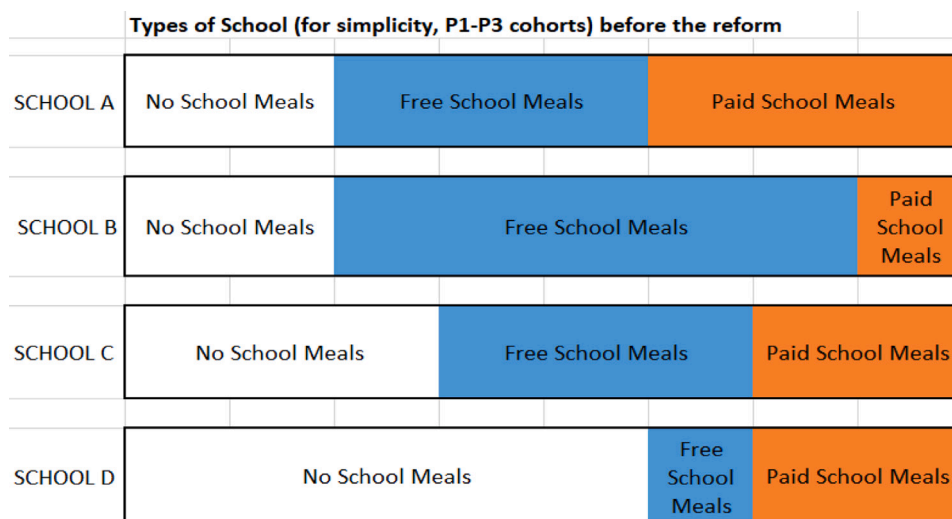 Types of School (for simplicity, P1-P3 cohorts) before the reform
SCHOOL A
No School Meals
Free School Meals
Paid School Meals
SCHOOL B
No School Meals
Free School Meals
Paid
School
Meals
SCHOOL C
No School Meals
Free School Meals
Paid School Meals
SCHOOL D
No School Meals
Free
School
Meals
Paid School Meals